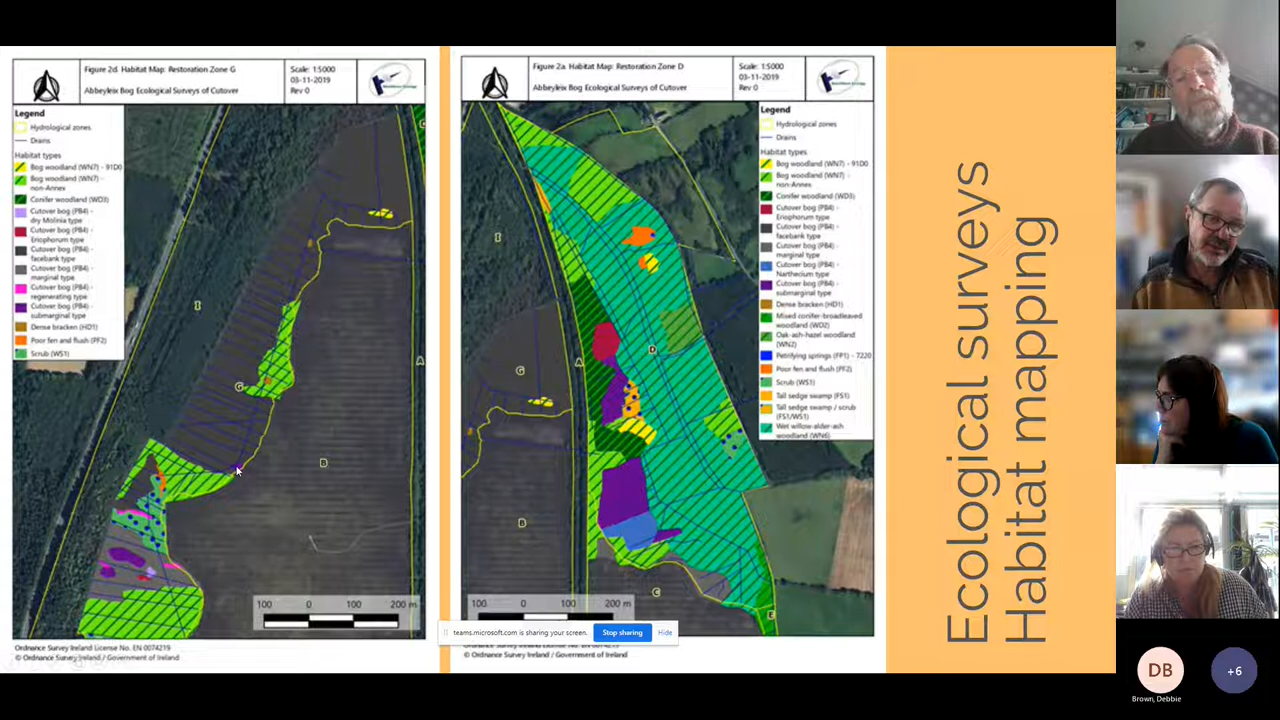 Figure 2d. Habitat Map: Restoration Zone G
Abbeyleix Bog Ecological Surveys of Cutover
Scale: 1:5000
03-11-2019
Rev 0
Legend
Hydrological zones
Drains
Habitat types
Bog woodland (WN7) - 91D0
Bog woodland (WN7) -
non-Annex
Conifer woodland (WD3)
Cutover bog (PB4) -
dry Molinia type
Cutover bog (PB4) -
Eriophorum type
Cutover bog (PB4) -
facebank type
Cutover bog (PB4) -
marginal type
Cutover bog (PB4) -
regenerating type
Cutover bog (PB4) -
submarginal type
Dense bracken (HD1)
Poor fen and flush (PF2)
Scrub (WS1)
I
G
B
A
C
100 0 100 200 m
Ordnance Survey Ireland License No. EN 0074219
© Ordnance Survey Ireland / Government of Ireland
Figure 2a. Habitat Map: Restoration Zone D
Abbeyleix Bog Ecological Surveys of Cutover
Scale: 1:5000
03-11-2019
Rev 0
Legend
Hydrological zones
Drains
Habitat types
Bog woodland (WN7) - 91D0
Bog woodland (WN7) -
non-Annex
Conifer woodland (WD3)
Cutover bog (PB4) -
Eriophorum type
Cutover bog (PB4) -
facebank type
Cutover bog (PB4) -
marginal type
Cutover bog (PB4) -
Narthecium type
Cutover bog (PB4) -
submarginal type
Dense bracken (HD1)
Mixed conifer-broadleaved
woodland (WD2)
Oak-ash-hazel woodland
(WN2)
Petrifying springs (FP1) - 7220
Poor fen and flush (PF2)
Scrub (WS1)
Tall sedge swamp (FS1)
Tall sedge swamp / scrub
(FS1/WS1)
Wet willow-alder-ash
woodland (WN6)
I
D
G
A
B
C
E
100 0 100 200 m
© Ordnance Survey Ireland / Government of Ireland
teams.microsoft.com is sharing your screen.
Stop sharing
Hide
Ecological surveys
Habitat mapping
DB
Brown, Debbie
+6